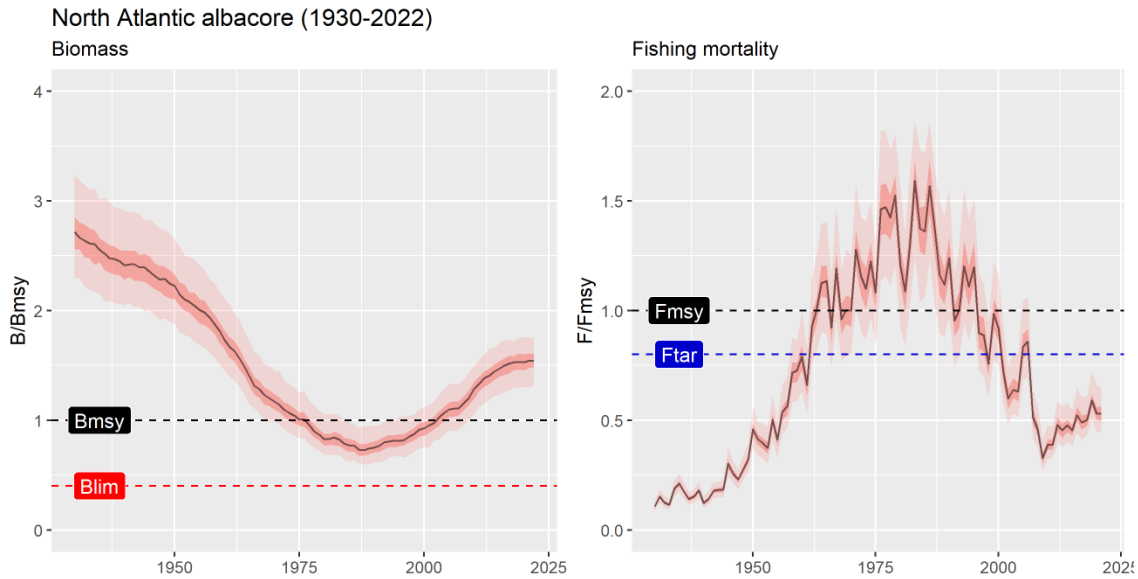 North Atlantic albacore (1930-2022)
Biomass
4
3
2
1
0
B/Bmsy
Bmsy
Blim
1950
1975
2000
2025
Fishing mortality
2.0
1.5
1.0
0.5
0.0
F/Fmsy
Fmsy
Ftar
1950
1975
2000
2025